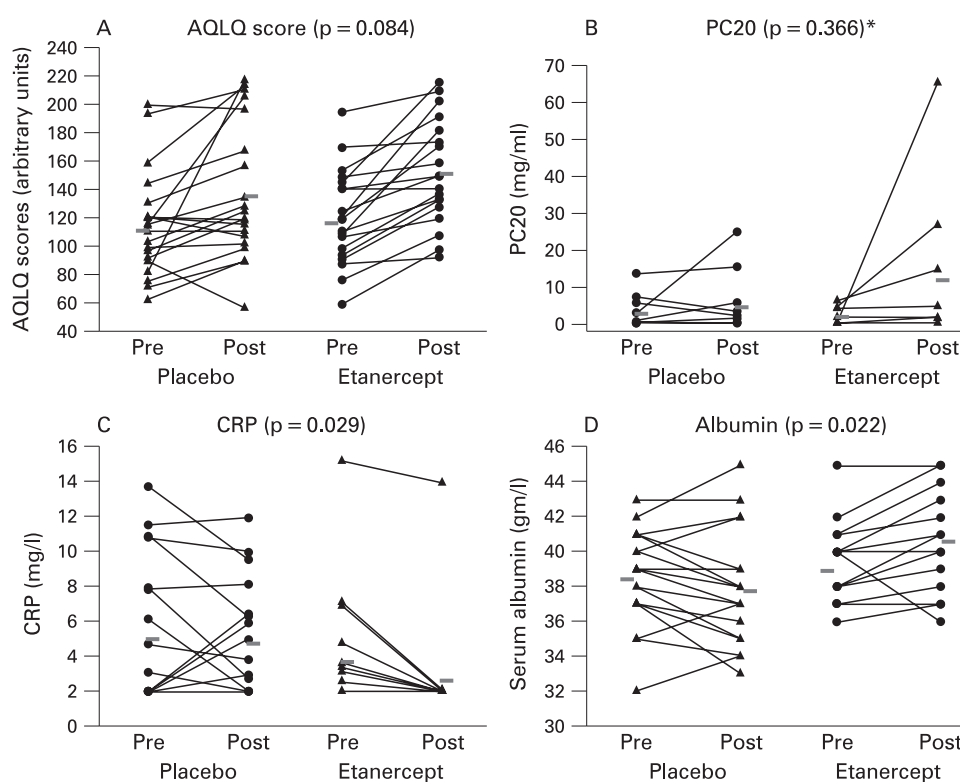 A AQLQ score (p = 0.084)
AQLQ scores (arbitrary units)
240
220
200
180
160
140
120
100
80
60
40
Pre Post Pre Post
Placebo Etanercept
B PC20 (p = 0.366)*
PC20 (mg/ml)
70
60
50
40
30
20
10
0
Pre Post Pre Post
Placebo Etanercept
C CRP (p = 0.029)
CRP (mg/l)
16
14
12
10
8
6
4
2
0
Pre Post Pre Post
Placebo Etanercept
D Albumin (p = 0.022)
Serum albumin (gm/l)
46
44
42
40
38
36
34
32
30
Pre Post Pre Post
Placebo Etanercept